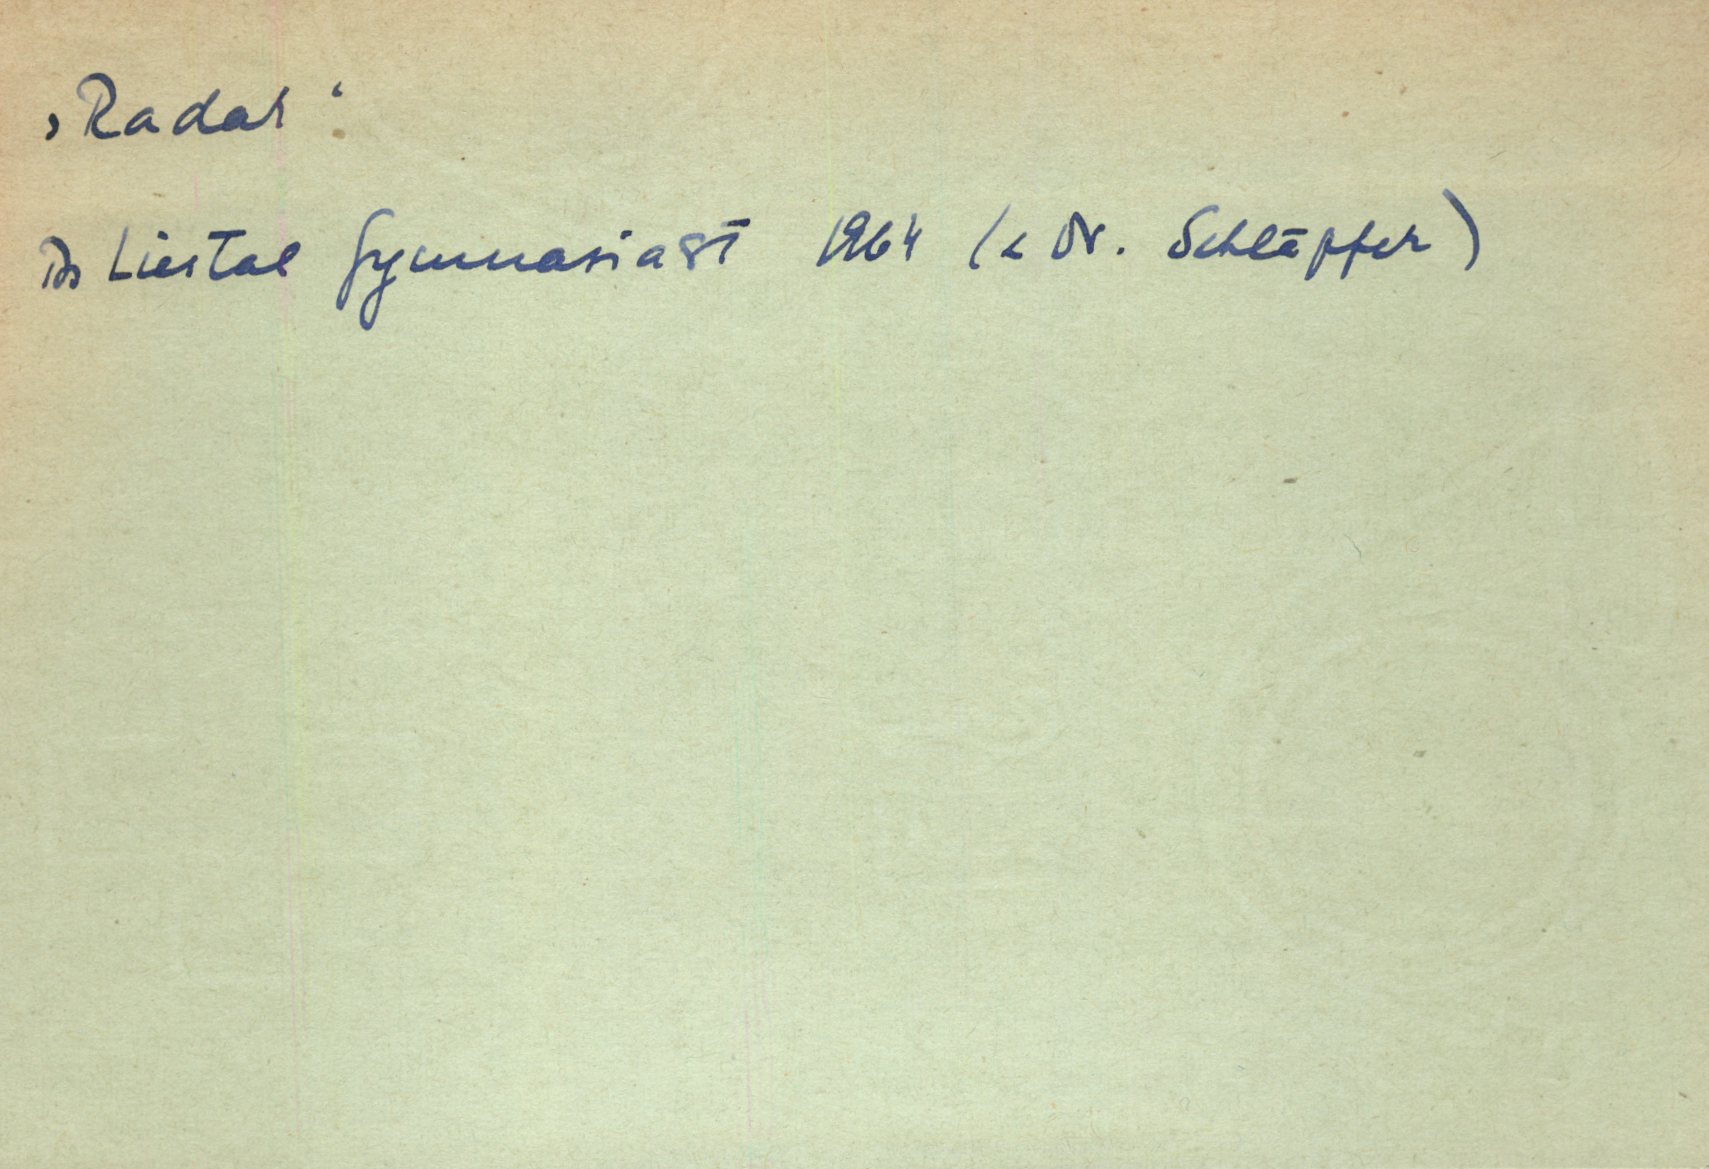 ‚Radar‘
Liestal Gymnasiast 1964 (< Dr. Schläpfer)